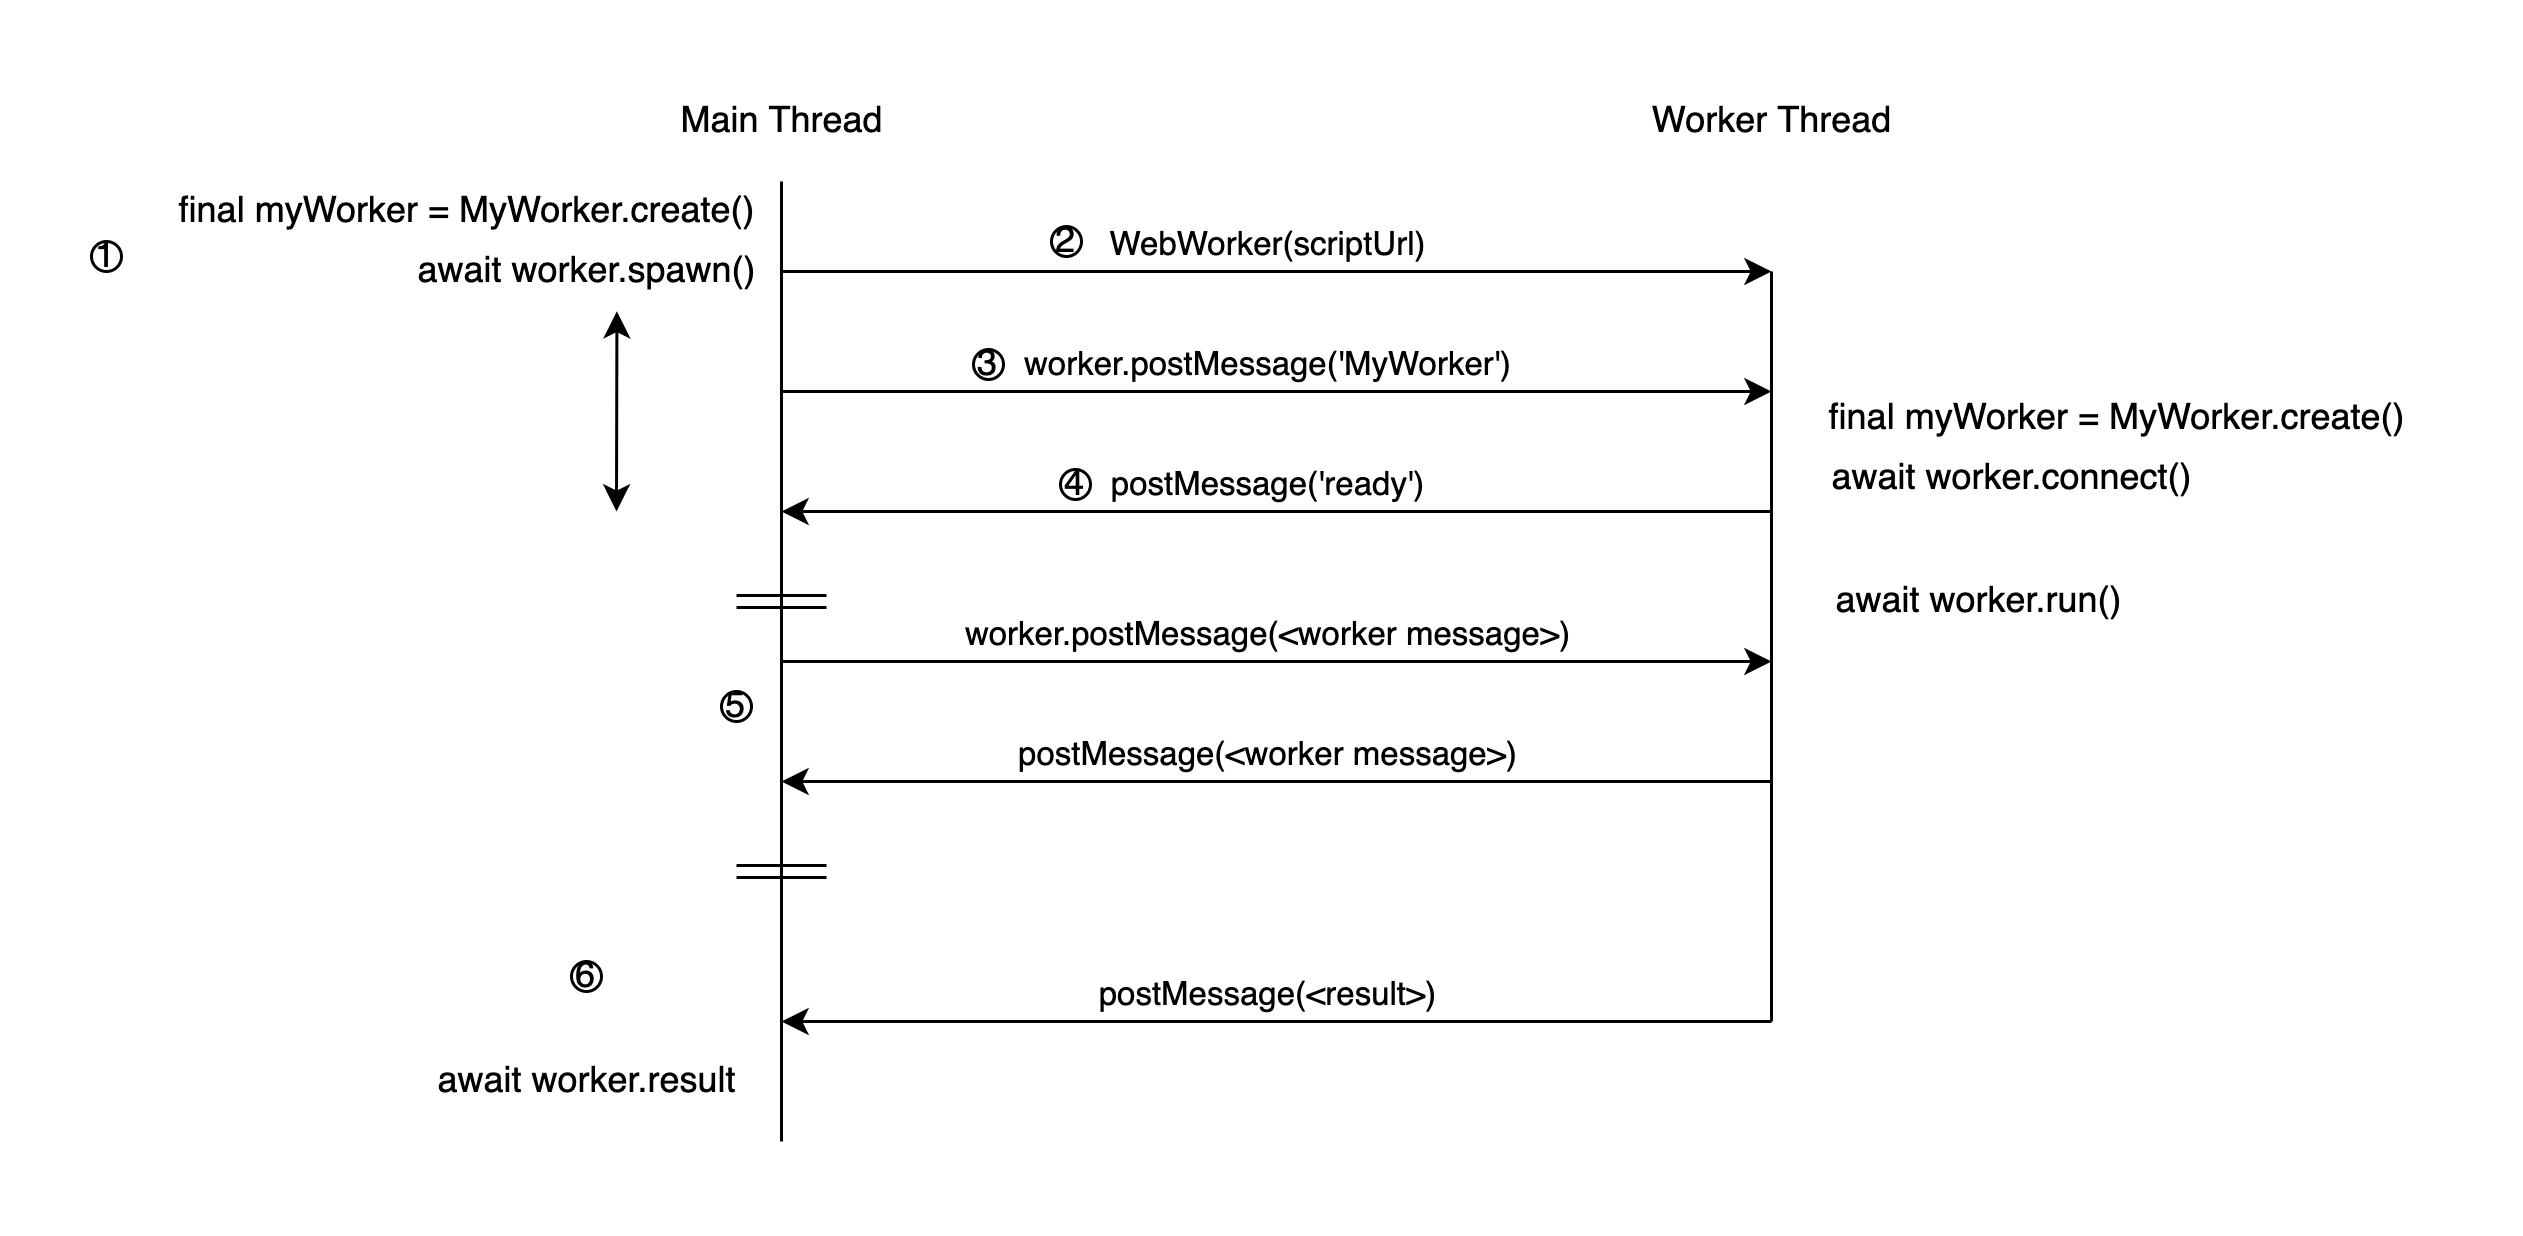 Main Thread
Worker Thread
final myWorker = MyWorker.create()
① await worker.spawn()
② WebWorker(scriptUrl)
③ worker.postMessage('MyWorker')
final myWorker = MyWorker.create()
await worker.connect()
④ postMessage('ready')
await worker.run()
worker.postMessage(<worker message>)
⑤
postMessage(<worker message>)
⑥
postMessage(<result>)
await worker.result